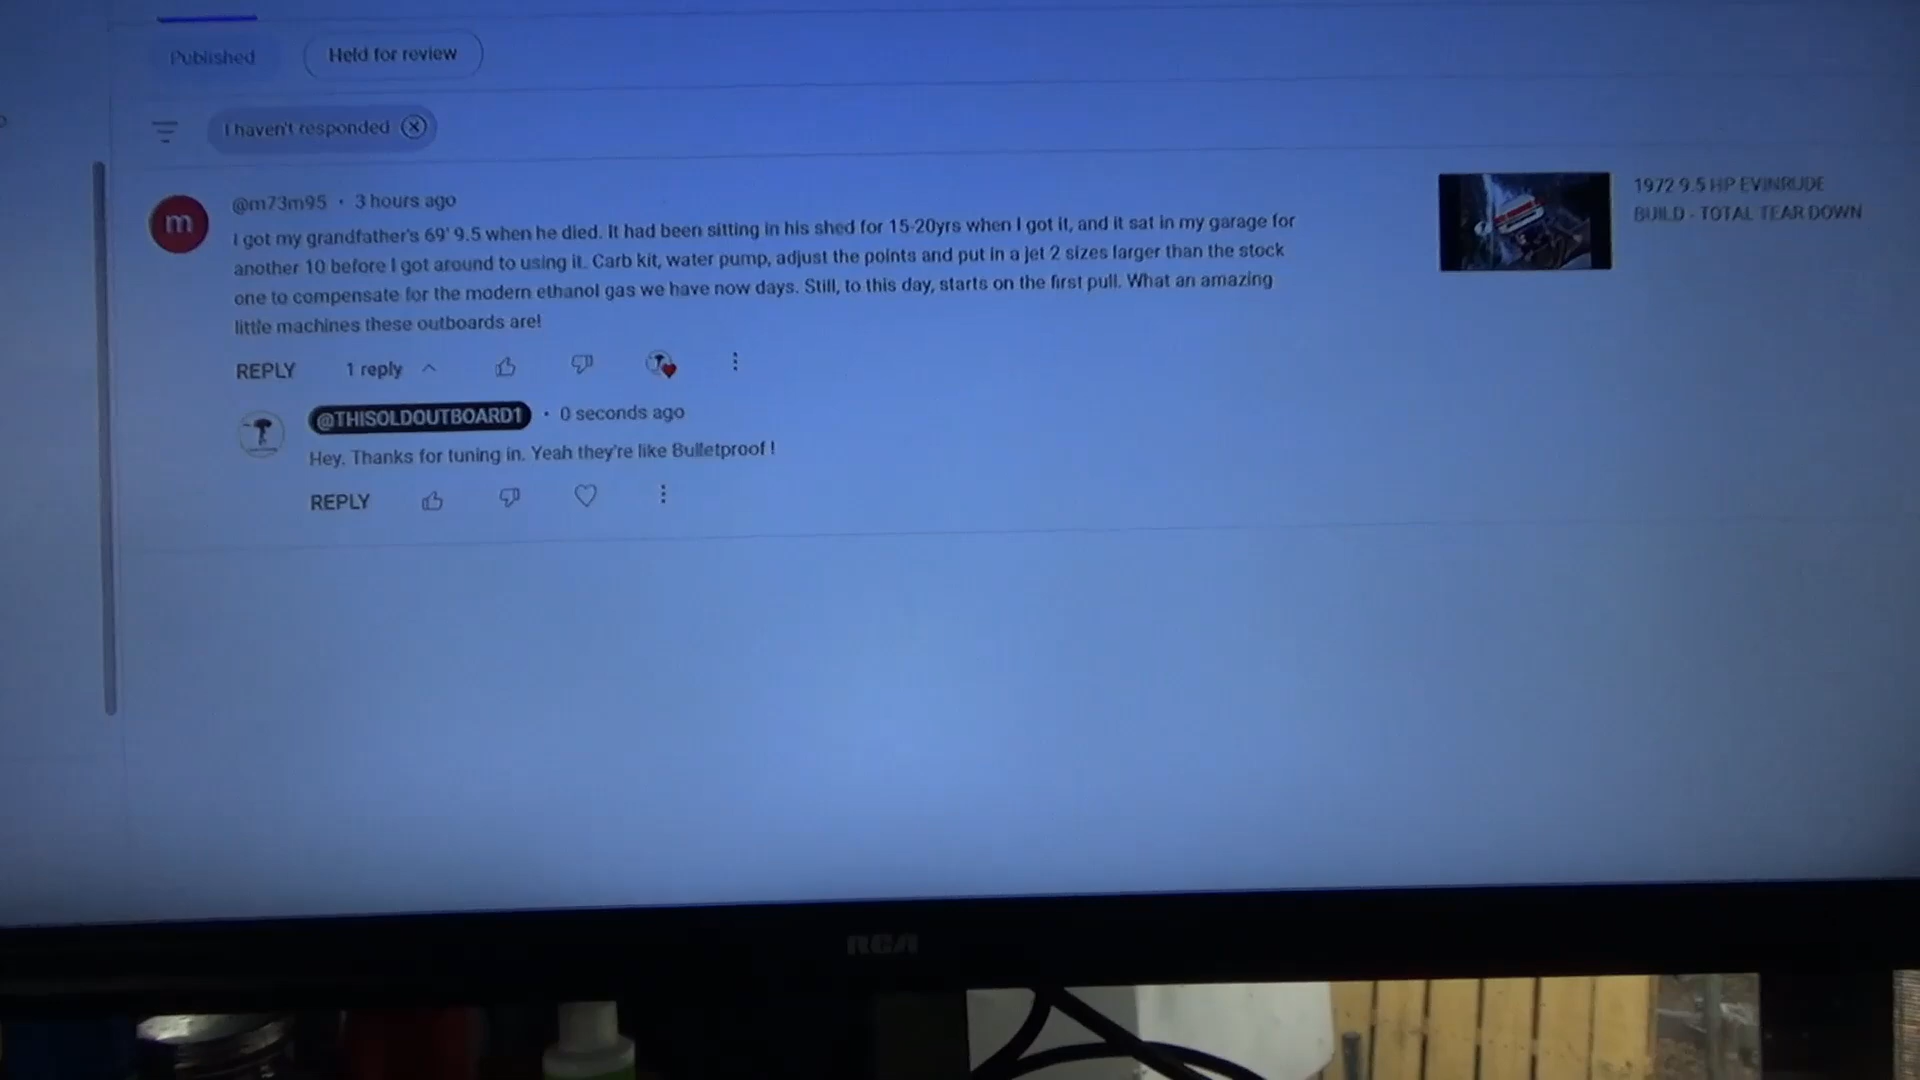 Published
Held for review
I haven't responded
@m73m95 · 3 hours ago
I got my grandfather's 69' 9.5 when he died. It had been sitting in his shed for 15-20yrs when I got it, and it sat in my garage for
another 10 before I got around to using it. Carb kit, water pump, adjust the points and put in a jet 2 sizes larger than the stock
one to compensate for the modern ethanol gas we have now days. Still, to this day, starts on the first pull. What an amazing
little machines these outboards are!
1972 9.5 HP EVINRUDE
BUILD - TOTAL TEAR DOWN
m
REPLY 1 reply
@THISOLDOUTBOARD1 · 0 seconds ago
Hey. Thanks for tuning in. Yeah they're like Bulletproof !
REPLY
RCA